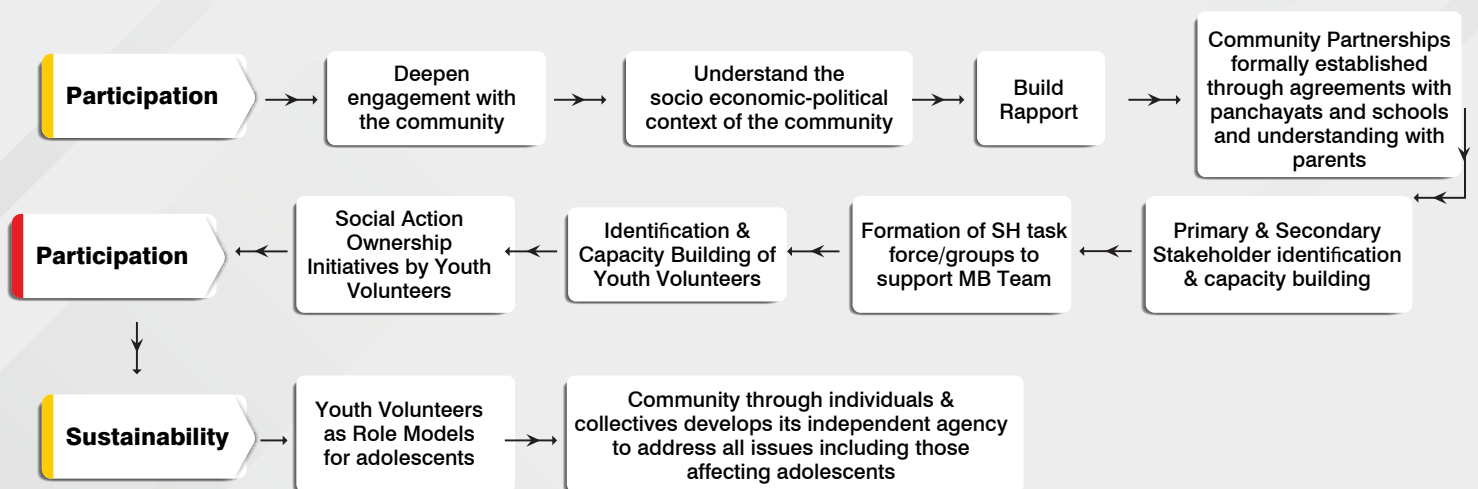 Participation
Deepen
engagement with
the community
Understand the
socio economic-political
context of the community
Build
Rapport
Community Partnerships
formally established
through agreements with
panchayats and schools
and understanding with
parents
Primary & Secondary
Stakeholder identification
& capacity building
Formation of SH task
force/groups to
support MB Team
Identification &
Capacity Building of
Youth Volunteers
Social Action
Ownership
Initiatives by Youth
Volunteers
Participation
Sustainability
Youth Volunteers
as Role Models
for adolescents
Community through individuals &
collectives develops its independent agency
to address all issues including those
affecting adolescents